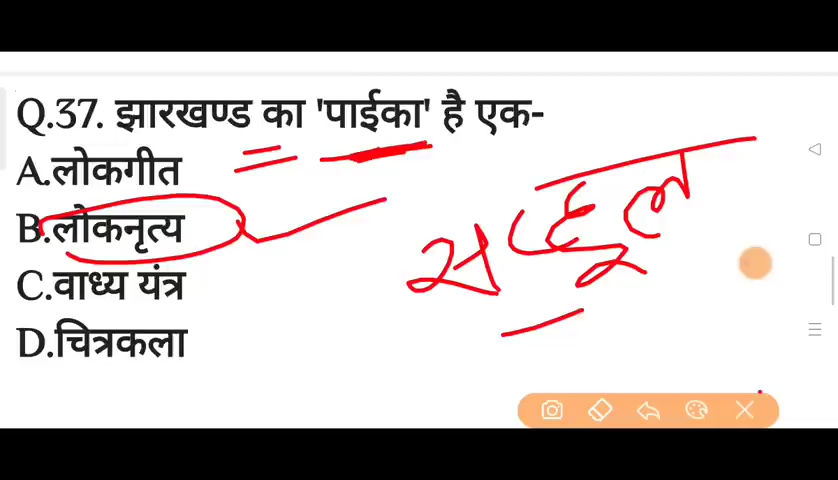 Q.37. झारखण्ड का 'पाईका' है एक-
A.लोकगीत
B.लोकनृत्य
C.वाध्य यंत्र
D.चित्रकला